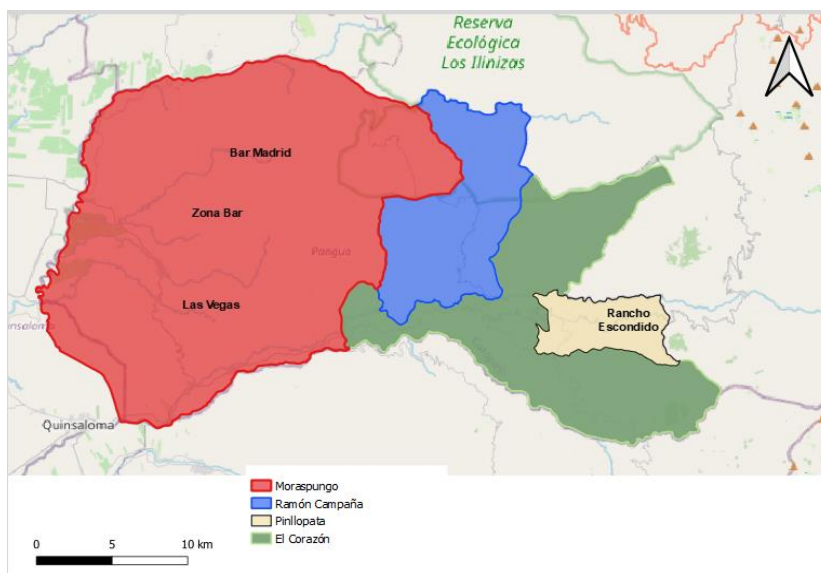 Reserva
Ecológica
Los Ilinizas
Bar Madrid
Zona Bar
Pangua
Las Vegas
Rancho
Escondido
insaloma
Quinsaloma
Moraspungo
Ramón Campaña
Pinllopata
El Corazón
0 5 10 km